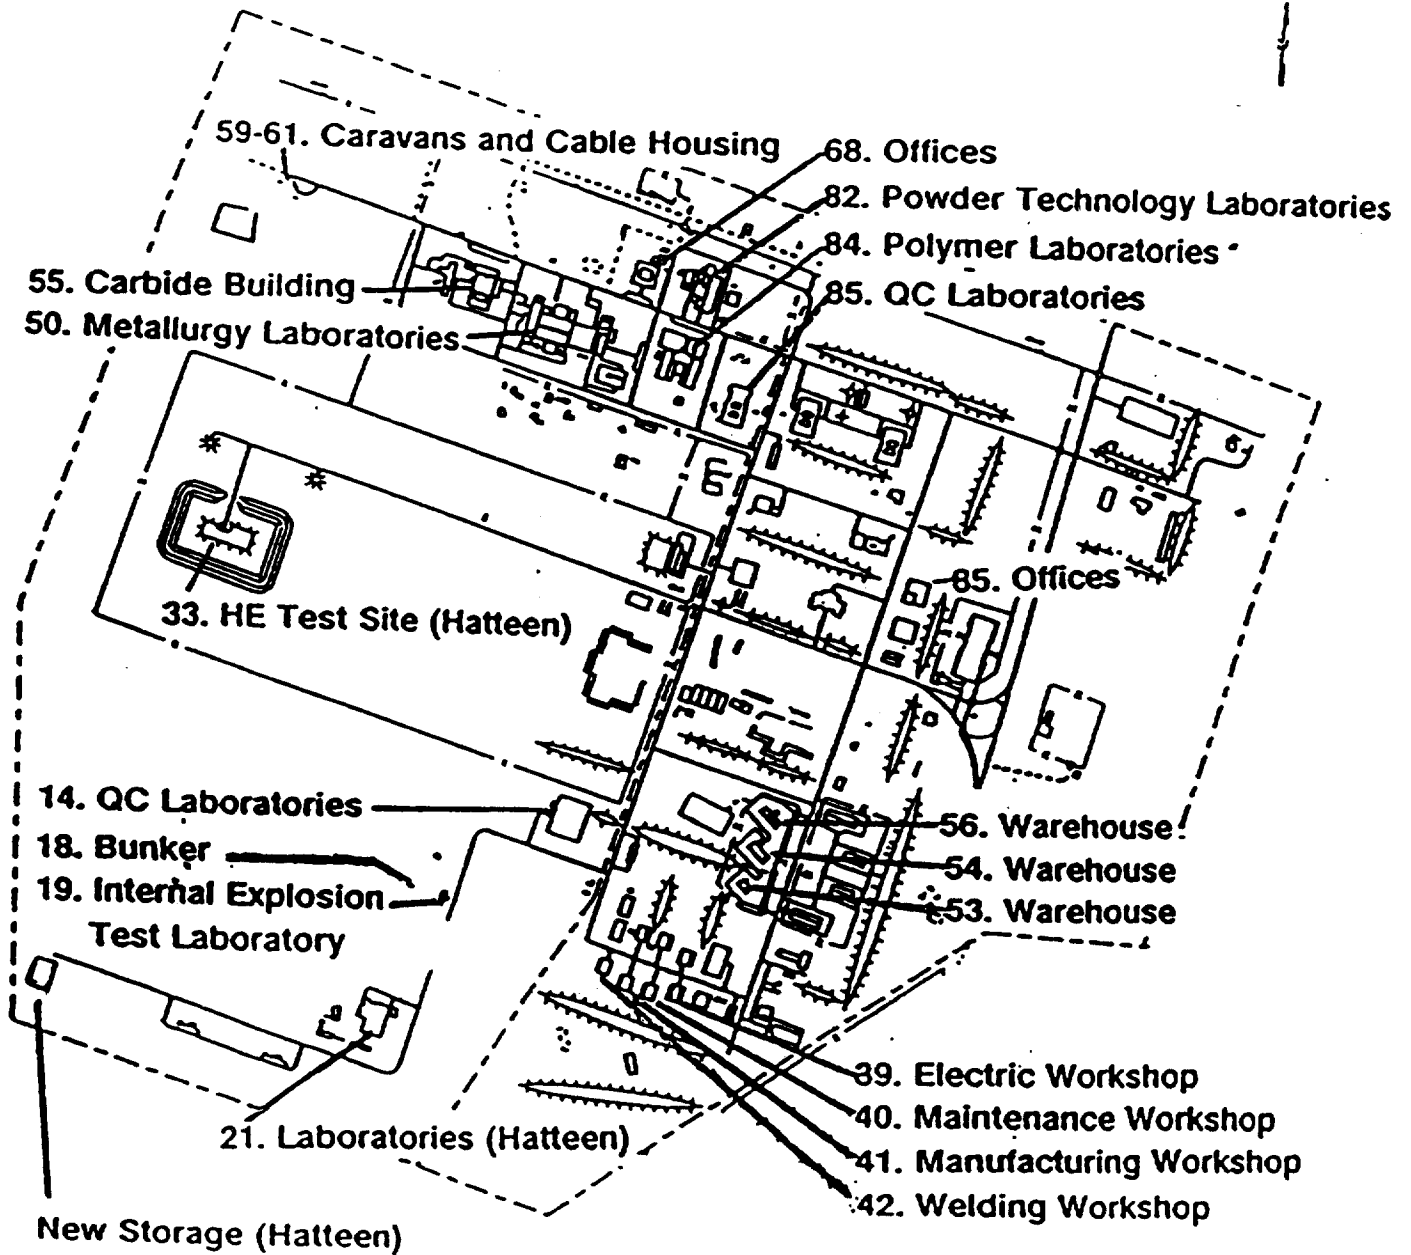 59-61. Caravans and Cable Housing
68. Offices
82. Powder Technology Laboratories
84. Polymer Laboratories
55. Carbide Building
85. QC Laboratories
50. Metallurgy Laboratories
85. Offices
33. HE Test Site (Hatteen)
14. QC Laboratories
56. Warehouse
18. Bunker
54. Warehouse
19. Internal Explosion
Test Laboratory
53. Warehouse
39. Electric Workshop
40. Maintenance Workshop
21. Laboratories (Hatteen)
41. Manufacturing Workshop
42. Welding Workshop
New Storage (Hatteen)